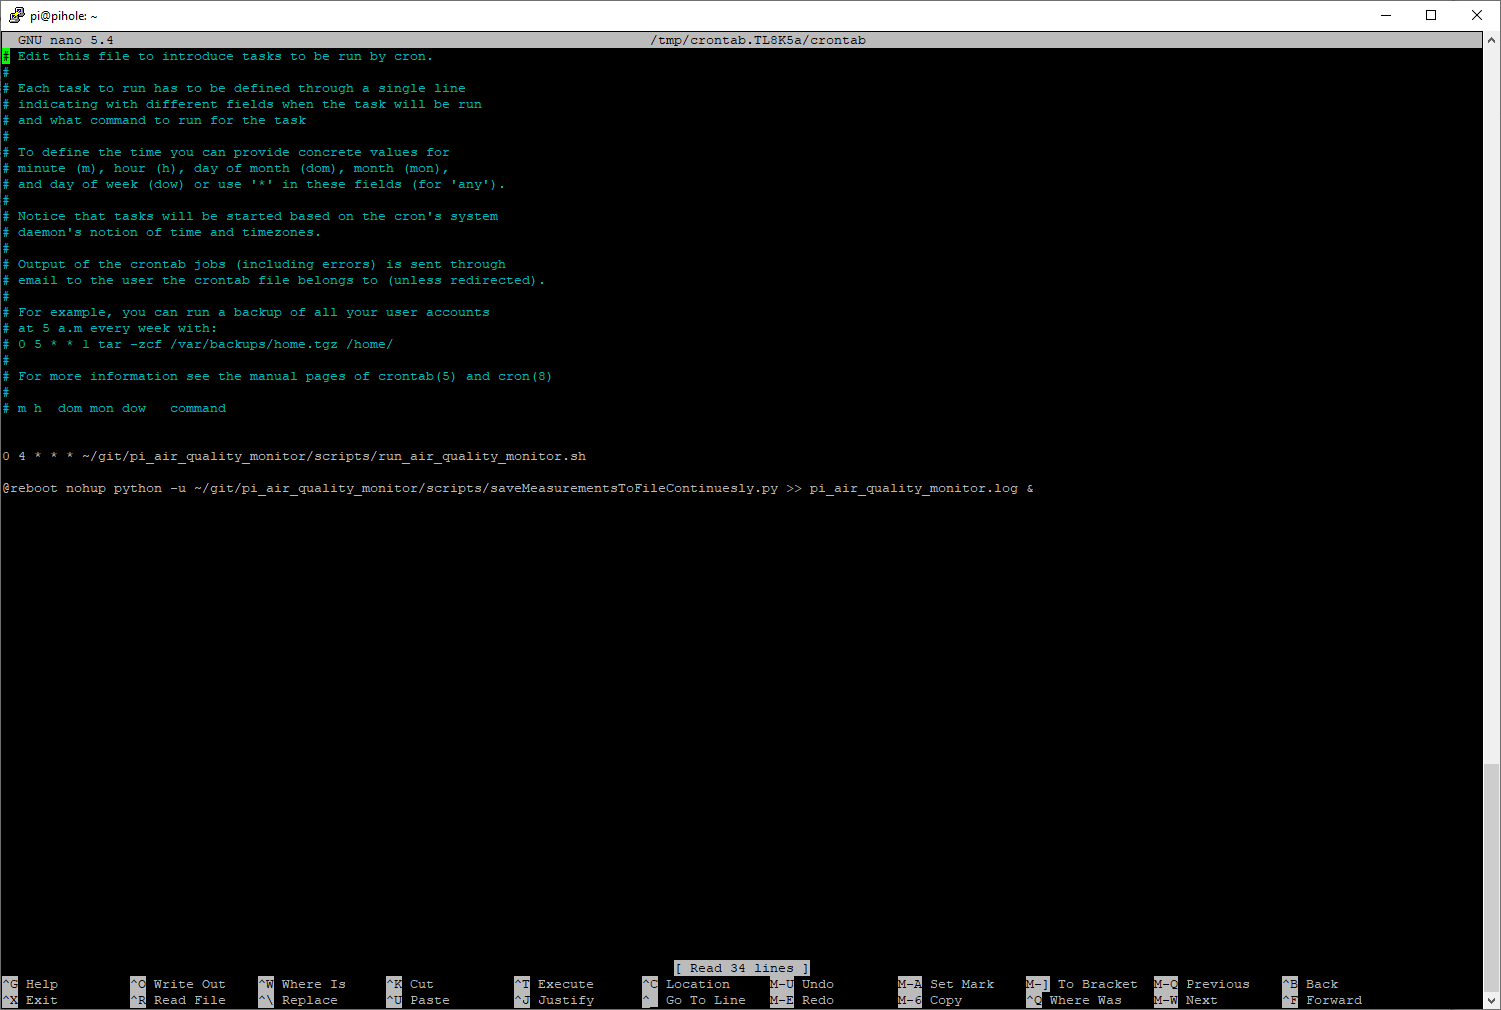 pi@pihole: ~
GNU nano 5.4 /tmp/crontab.TL8K5a/crontab
# Edit this file to introduce tasks to be run by cron.
#
# Each task to run has to be defined through a single line
# indicating with different fields when the task will be run
# and what command to run for the task
#
# To define the time you can provide concrete values for
# minute (m), hour (h), day of month (dom), month (mon),
# and day of week (dow) or use '*' in these fields (for 'any').
#
# Notice that tasks will be started based on the cron's system
# daemon's notion of time and timezones.
#
# Output of the crontab jobs (including errors) is sent through
# email to the user the crontab file belongs to (unless redirected).
#
# For example, you can run a backup of all your user accounts
# at 5 a.m every week with:
# 0 5 * * 1 tar -zcf /var/backups/home.tgz /home/
#
# For more information see the manual pages of crontab(5) and cron(8)
#
# m h  dom mon dow   command
0 4 * * * ~/git/pi_air_quality_monitor/scripts/run_air_quality_monitor.sh
@reboot nohup python -u ~/git/pi_air_quality_monitor/scripts/saveMeasurementsToFileContinuesly.py >> pi_air_quality_monitor.log &
[ Read 34 lines ]
^G Help ^O Write Out ^W Where Is ^K Cut ^T Execute ^C Location M-U Undo M-A Set Mark M-] To Bracket M-Q Previous ^B Back
^X Exit ^R Read File ^\ Replace ^U Paste ^J Justify ^_ Go To Line M-E Redo M-6 Copy ^Q Where Was M-W Next ^F Forward